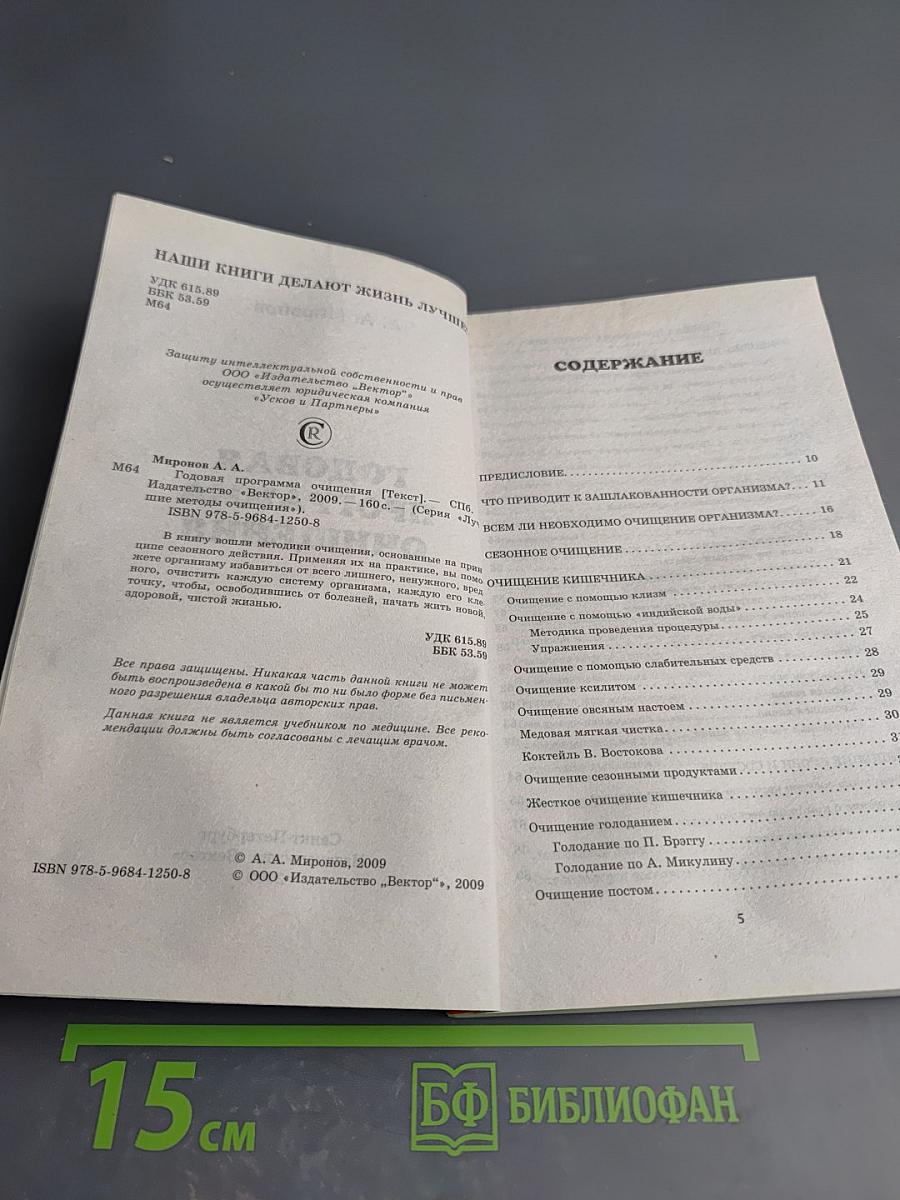 НАШИ КНИГИ ДЕЛАЮТ ЖИЗНЬ ЛУЧШЕ
УДК 615.89
ББК 53.59
М64
Защиту интеллектуальной собственности и прав
ООО «Издательство „Вектор“»
осуществляет юридическая компания
«Усков и Партнеры»
Миронов А. А.
М64
Годовая программа очищения [Текст].— СПб.
Издательство «Вектор», 2009.—160с.— (Серия «Луч
шие методы очищения»).
ISBN 978-5-9684-1250-8
В книгу вошли методики очищения, основанные на прин
ципе сезонного действия. Применяя их на практике, вы помо
жете организму избавиться от всего лишнего, ненужного, вред
ного, очистить каждую систему организма, каждую его кле
точку, чтобы, освободившись от болезней, начать жить новой,
здоровой, чистой жизнью.
УДК 615.89
ББК 53.59
Все права защищены. Никакая часть данной книги не может
быть воспроизведена в какой бы то ни было форме без письмен-
ного разрешения владельца авторских прав.
Данная книга не является учебником по медицине. Все реко-
мендации должны быть согласованы с лечащим врачом.
© А. А. Миронов, 2009
ISBN 978-5-9684-1250-8
© ООО «Издательство „Вектор“», 2009
СОДЕРЖАНИЕ
ПРЕДИСЛОВИЕ 10
ЧТО ПРИВОДИТ К ЗАШЛАКОВАННОСТИ ОРГАНИЗМА? 11
ВСЕМ ЛИ НЕОБХОДИМО ОЧИЩЕНИЕ ОРГАНИЗМА? 16
СЕЗОННОЕ ОЧИЩЕНИЕ 18
ОЧИЩЕНИЕ КИШЕЧНИКА 21
Очищение с помощью клизм 22
Очищение с помощью «индийской воды» 24
Методика проведения процедуры 25
Упражнения 27
Очищение с помощью слабительных средств 28
Очищение ксилитом 29
Очищение овсяным настоем 29
Медовая мягкая чистка 30
Коктейль В. Востокова
Очищение сезонными продуктами
Жесткое очищение кишечника
Очищение голоданием
Голодание по П. Брэггу
Голодание по А. Микулину
Очищение постом
5
15 см
БФ БИБЛИОФАН